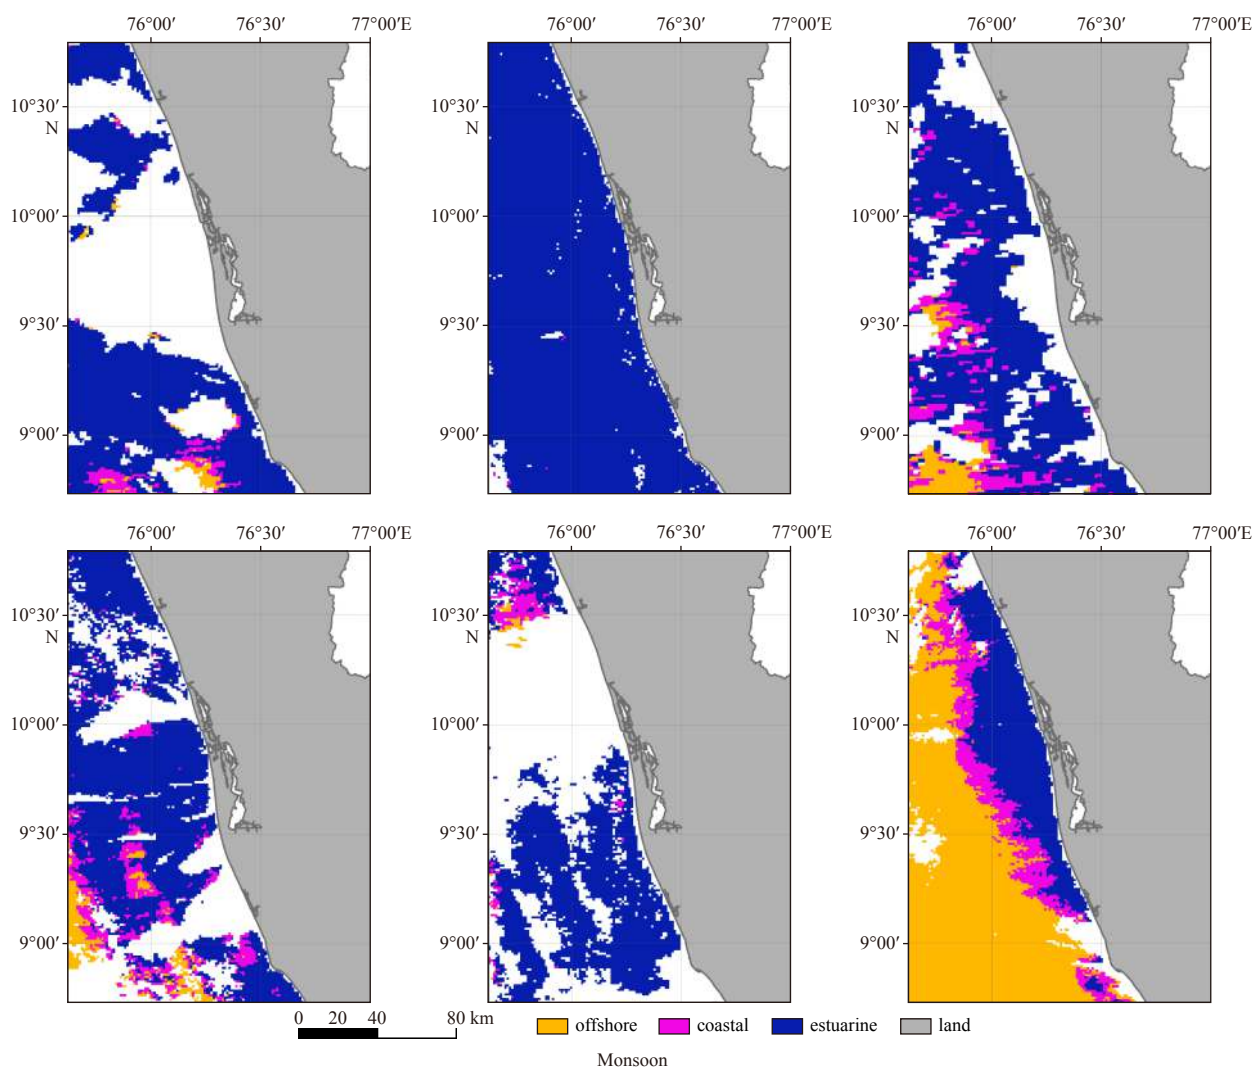 76°00′ 76°30′ 77°00′E 76°00′ 76°30′ 77°00′E 76°00′ 76°30′ 77°00′E
10°30′ 10°30′ 10°30′
N N N
10°00′ 10°00′ 10°00′
9°30′ 9°30′ 9°30′
9°00′ 9°00′ 9°00′
76°00′ 76°30′ 77°00′E 76°00′ 76°30′ 77°00′E 76°00′ 76°30′ 77°00′E
10°30′ 10°30′ 10°30′
N N N
10°00′ 10°00′ 10°00′
9°30′ 9°30′ 9°30′
9°00′ 9°00′ 9°00′
0 20 40 80 km
offshore coastal estuarine land
Monsoon